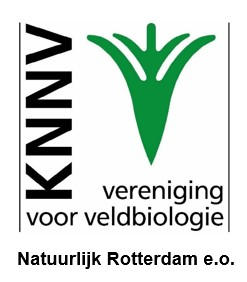 KNNV
vereniging
voor veldbiologie
Natuurlijk Rotterdam e.o.